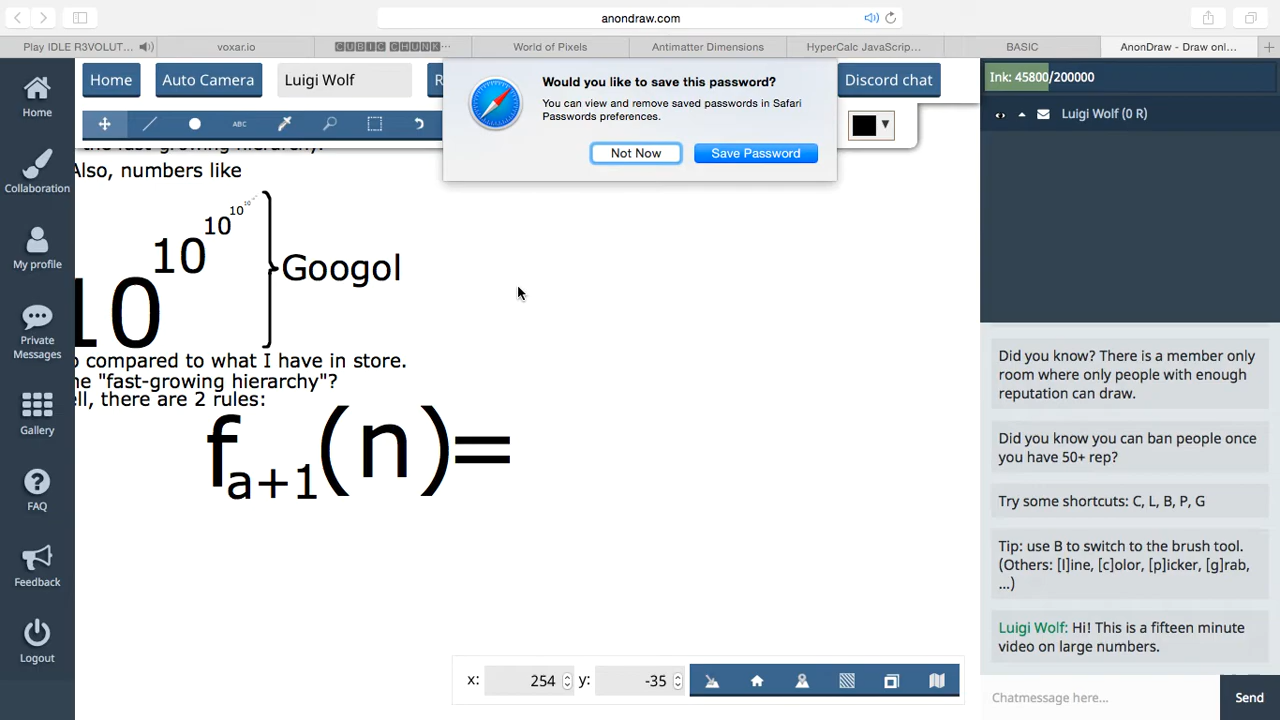 anondraw.com
Play IDLE R3VOLUT...
voxar.io
🅲🆄🅱🅸🅲 🅲🅷🆄🅽🅺...
World of Pixels
Antimatter Dimensions
HyperCalc JavaScrip...
BASIC
AnonDraw - Draw onl...
Home
Auto Camera
Luigi Wolf
R
Discord chat
Would you like to save this password?
You can view and remove saved passwords in Safari
Passwords preferences.
Not Now
Save Password
ABC
Ink: 45800/200000
Luigi Wolf (0 R)
Home
Collaboration
My profile
Private
Messages
Gallery
FAQ
Feedback
Logout
the fast-growing hierarchy.
Also, numbers like
10^10^10^10
Googol
compared to what I have in store.
"fast-growing hierarchy"?
there are 2 rules:
fₐ₊₁(n)=
x: 254 y: -35
Did you know? There is a member only
room where only people with enough
reputation can draw.
Did you know you can ban people once
you have 50+ rep?
Try some shortcuts: C, L, B, P, G
Tip: use B to switch to the brush tool.
(Others: [l]ine, [c]olor, [p]icker, [g]rab,
...)
Luigi Wolf: Hi! This is a fifteen minute
video on large numbers.
Chatmessage here...
Send